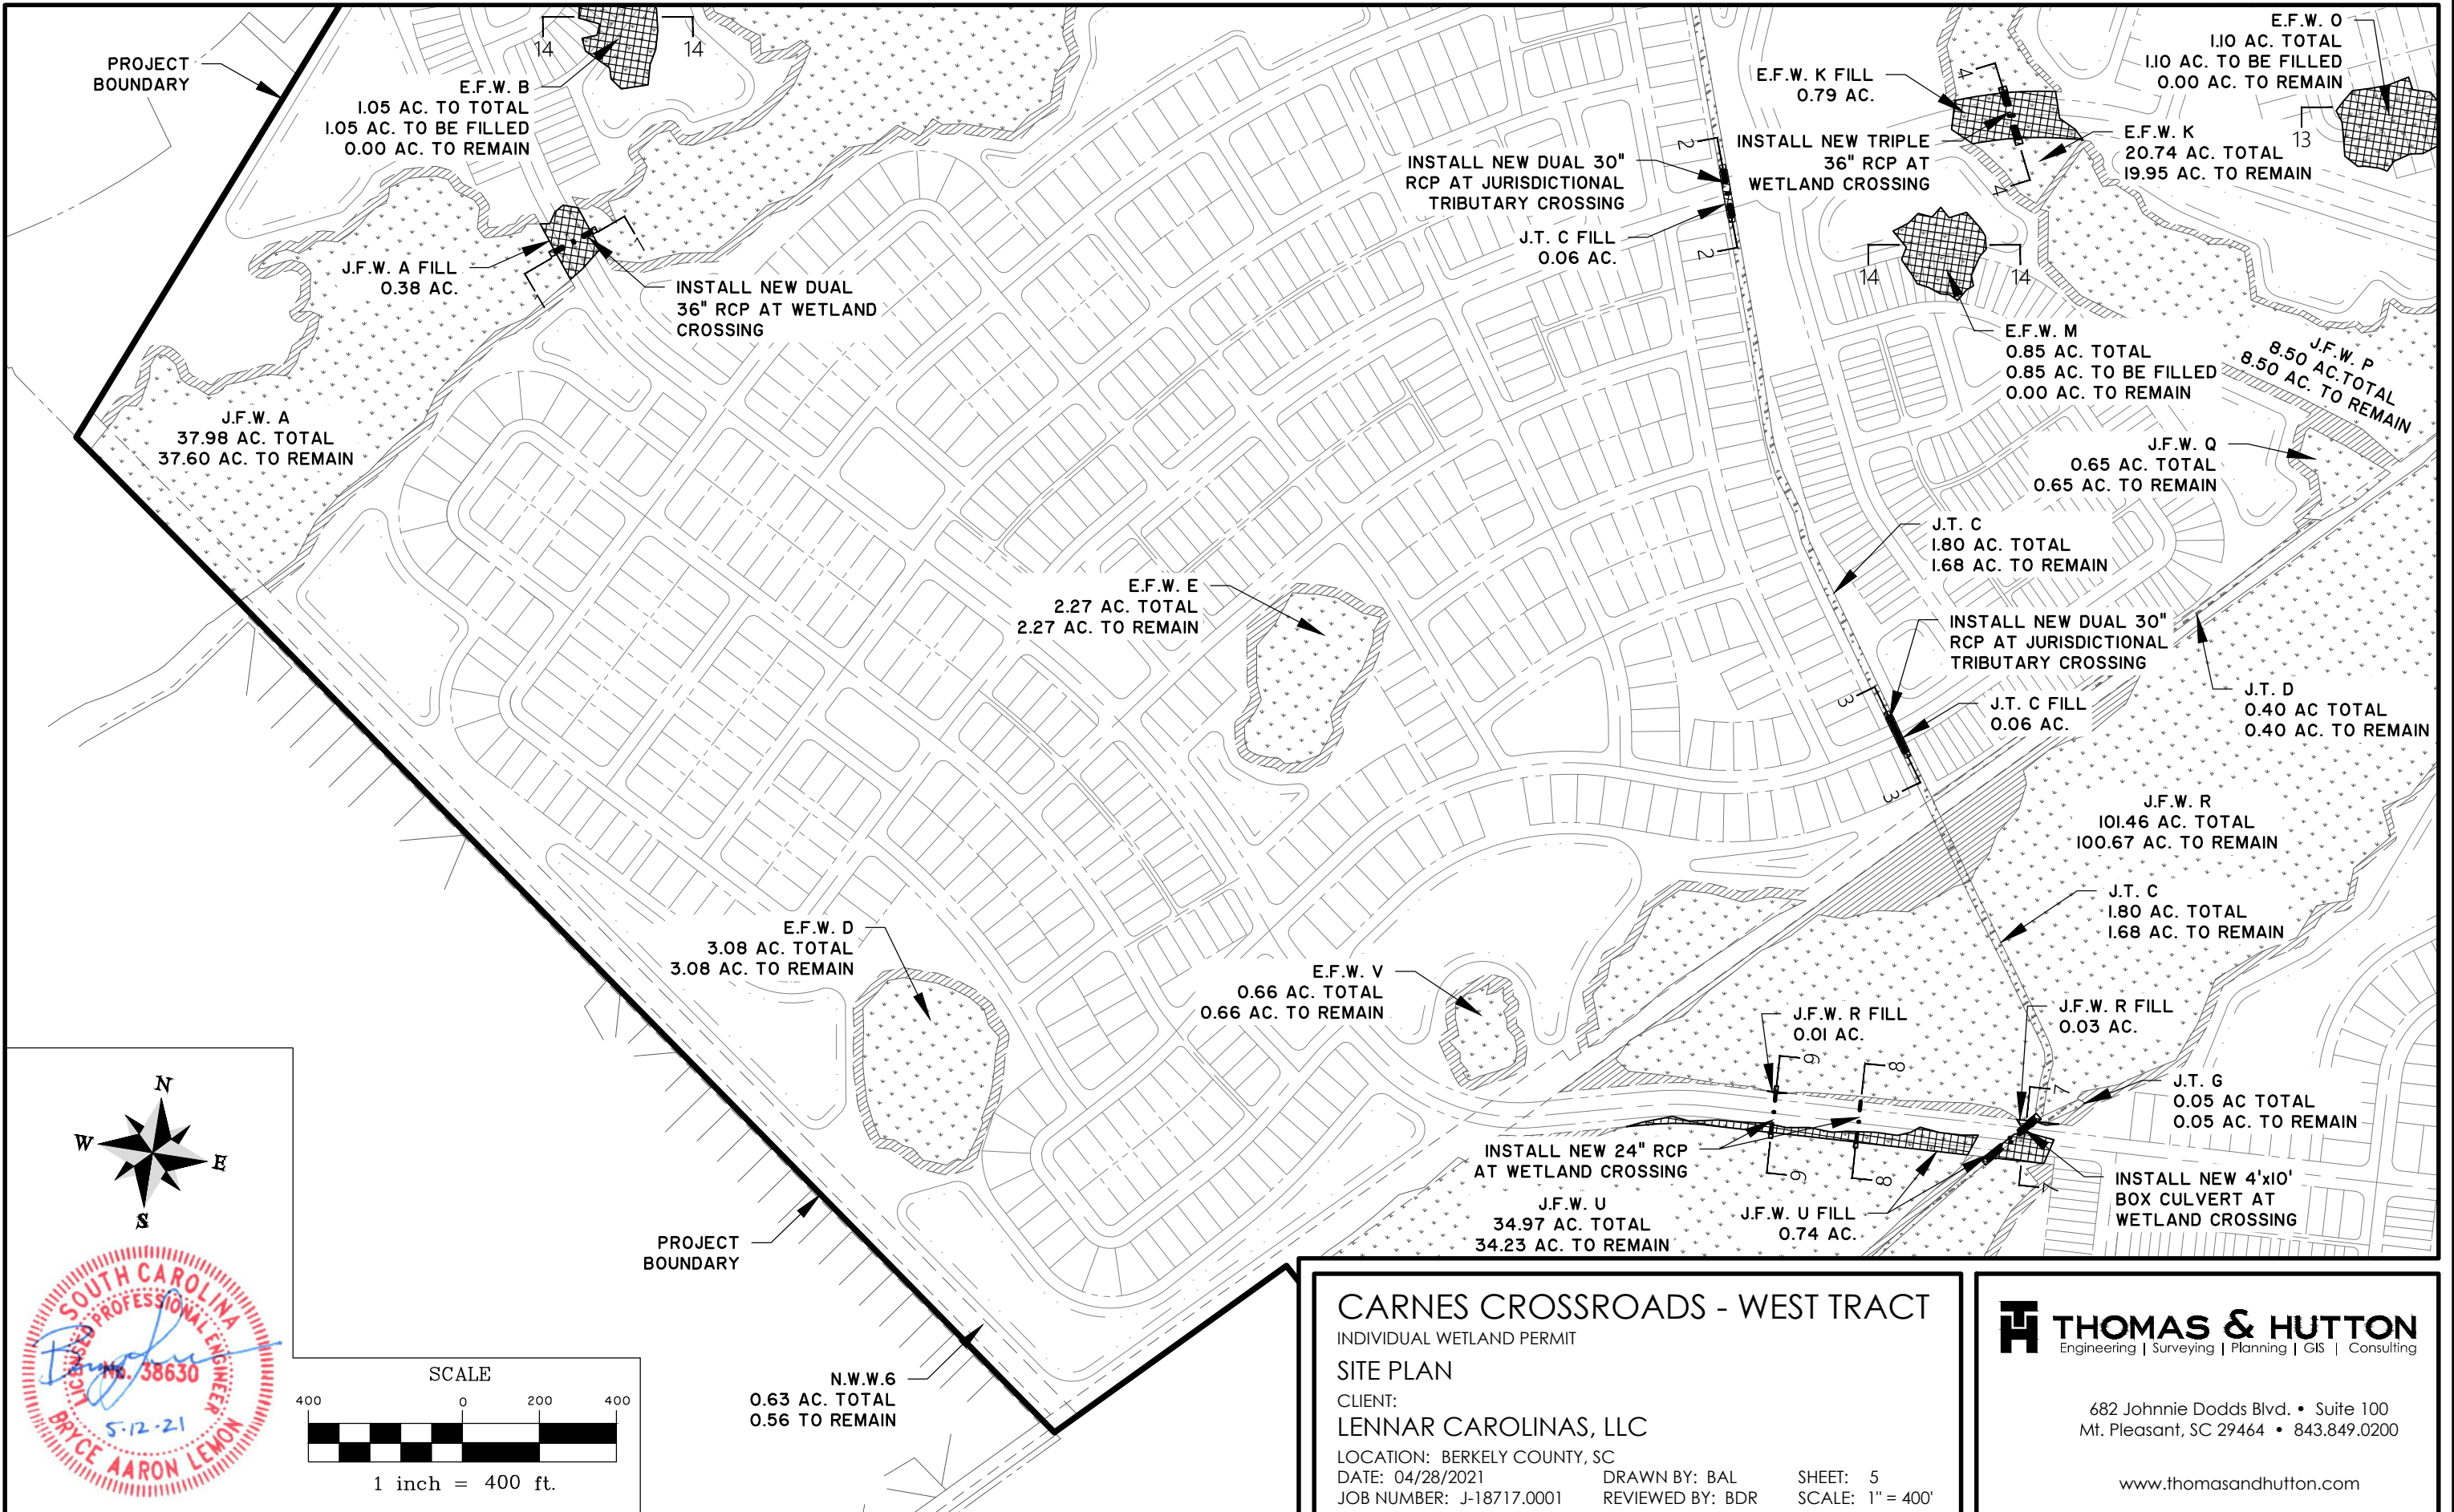 PROJECT
BOUNDARY
14
14
E.F.W. B
1.05 AC. TO TOTAL
1.05 AC. TO BE FILLED
0.00 AC. TO REMAIN
J.F.W. A FILL
0.38 AC.
1
1
INSTALL NEW DUAL
36" RCP AT WETLAND
CROSSING
J.F.W. A
37.98 AC. TOTAL
37.60 AC. TO REMAIN
INSTALL NEW DUAL 30"
RCP AT JURISDICTIONAL
TRIBUTARY CROSSING
J.T. C FILL
0.06 AC.
2
2
E.F.W. K FILL
0.79 AC.
INSTALL NEW TRIPLE
36" RCP AT
WETLAND CROSSING
4
4
E.F.W. O
1.10 AC. TOTAL
1.10 AC. TO BE FILLED
0.00 AC. TO REMAIN
13
E.F.W. K
20.74 AC. TOTAL
19.95 AC. TO REMAIN
14
14
E.F.W. M
0.85 AC. TOTAL
0.85 AC. TO BE FILLED
0.00 AC. TO REMAIN
J.F.W. P
8.50 AC.TOTAL
8.50 AC. TO REMAIN
J.F.W. Q
0.65 AC. TOTAL
0.65 AC. TO REMAIN
J.T. C
1.80 AC. TOTAL
1.68 AC. TO REMAIN
E.F.W. E
2.27 AC. TOTAL
2.27 AC. TO REMAIN
INSTALL NEW DUAL 30"
RCP AT JURISDICTIONAL
TRIBUTARY CROSSING
3
3
J.T. C FILL
0.06 AC.
J.T. D
0.40 AC TOTAL
0.40 AC. TO REMAIN
J.F.W. R
101.46 AC. TOTAL
100.67 AC. TO REMAIN
J.T. C
1.80 AC. TOTAL
1.68 AC. TO REMAIN
E.F.W. D
3.08 AC. TOTAL
3.08 AC. TO REMAIN
E.F.W. V
0.66 AC. TOTAL
0.66 AC. TO REMAIN
J.F.W. R FILL
0.01 AC.
J.F.W. R FILL
0.03 AC.
6
8
7
J.T. G
0.05 AC TOTAL
0.05 AC. TO REMAIN
INSTALL NEW 24" RCP
AT WETLAND CROSSING
6
8
7
INSTALL NEW 4'x10'
BOX CULVERT AT
WETLAND CROSSING
J.F.W. U
34.97 AC. TOTAL
34.23 AC. TO REMAIN
J.F.W. U FILL
0.74 AC.
N
W
E
S
PROJECT
BOUNDARY
N.W.W.6
0.63 AC. TOTAL
0.56 TO REMAIN
SOUTH CAROLINA
LICENSED PROFESSIONAL ENGINEER
No. 38630
5-12-21
BRYCE AARON LEMON
SCALE
400 0 200 400
1 inch = 400 ft.
CARNES CROSSROADS - WEST TRACT
INDIVIDUAL WETLAND PERMIT
SITE PLAN
CLIENT:
LENNAR CAROLINAS, LLC
LOCATION: BERKELY COUNTY, SC
DATE: 04/28/2021 DRAWN BY: BAL SHEET: 5
JOB NUMBER: J-18717.0001 REVIEWED BY: BDR SCALE: 1" = 400'
THOMAS & HUTTON
Engineering | Surveying | Planning | GIS | Consulting
682 Johnnie Dodds Blvd. • Suite 100
Mt. Pleasant, SC 29464 • 843.849.0200
www.thomasandhutton.com